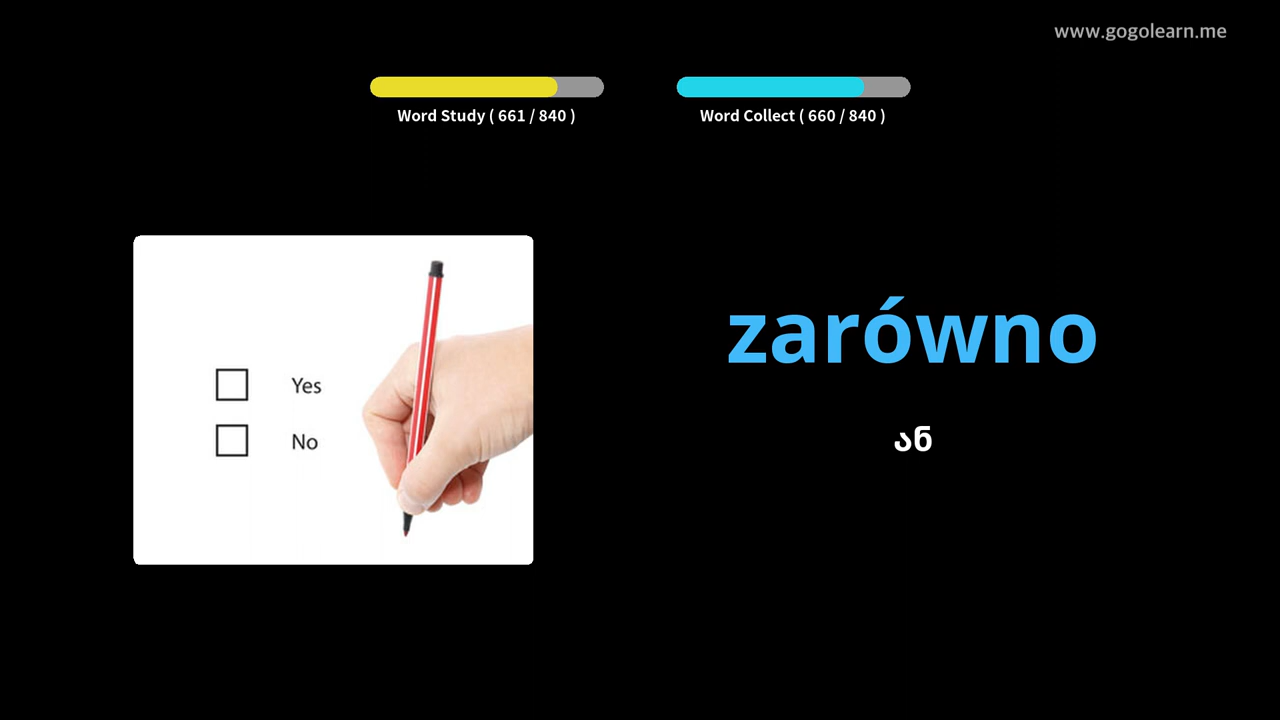 www.gogolearn.me
Word Study ( 661 / 840 )
Word Collect ( 660 / 840 )
Yes
No
zarówno
ან